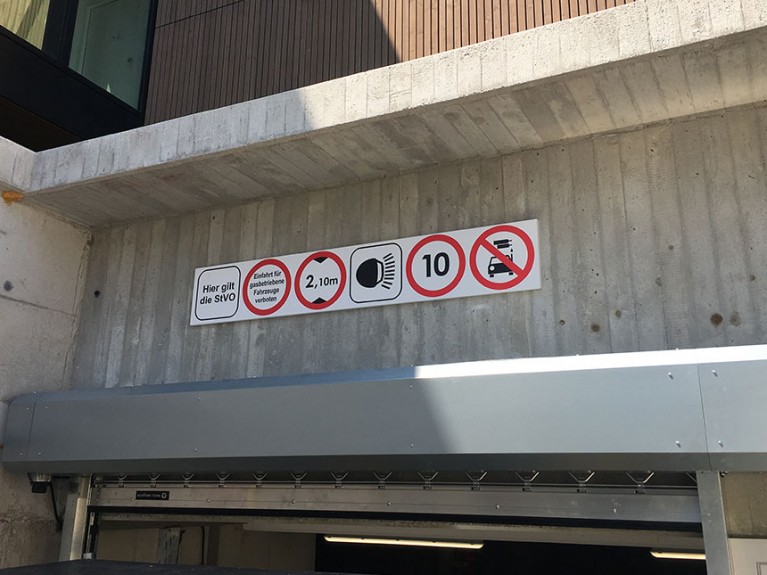 Hier gilt
die StVO
Einfahrt für
gasbetriebene
Fahrzeuge
verboten
2,10m
10